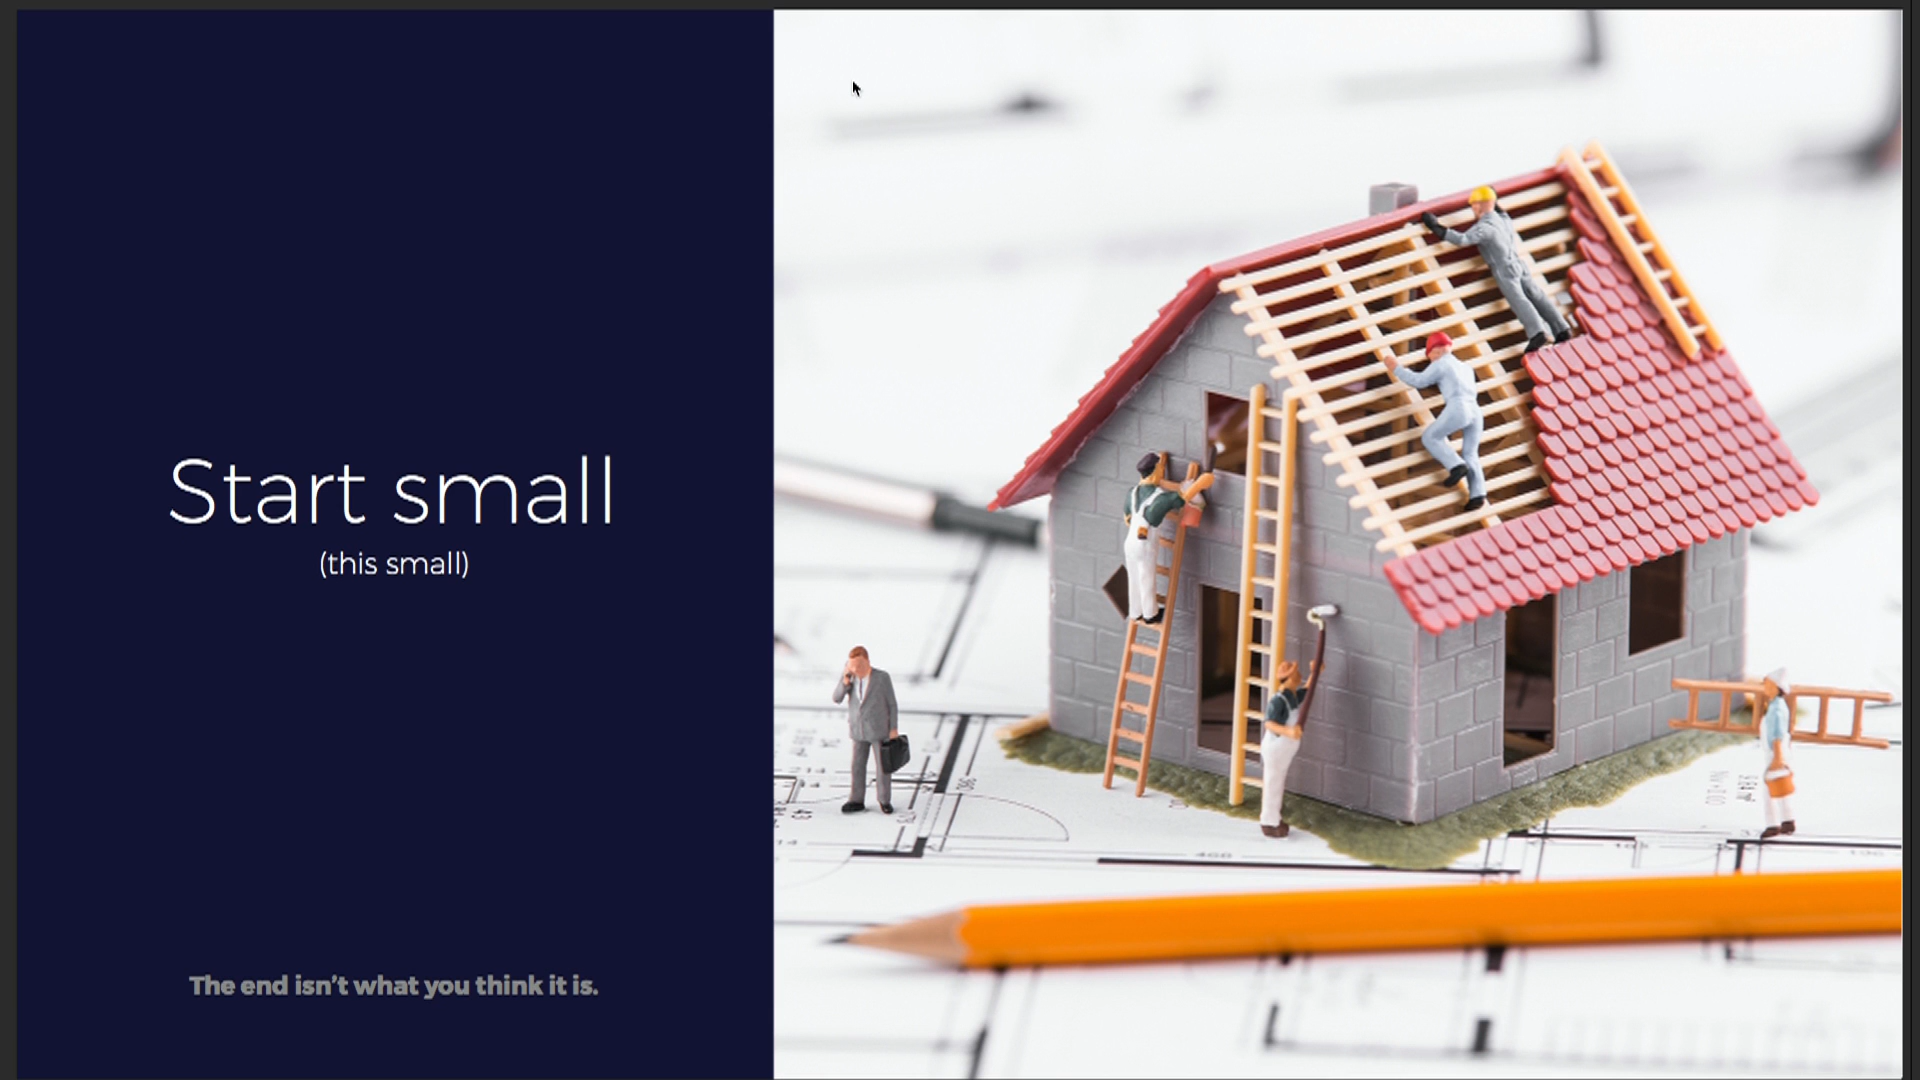 Start small
(this small)
The end isn’t what you think it is.